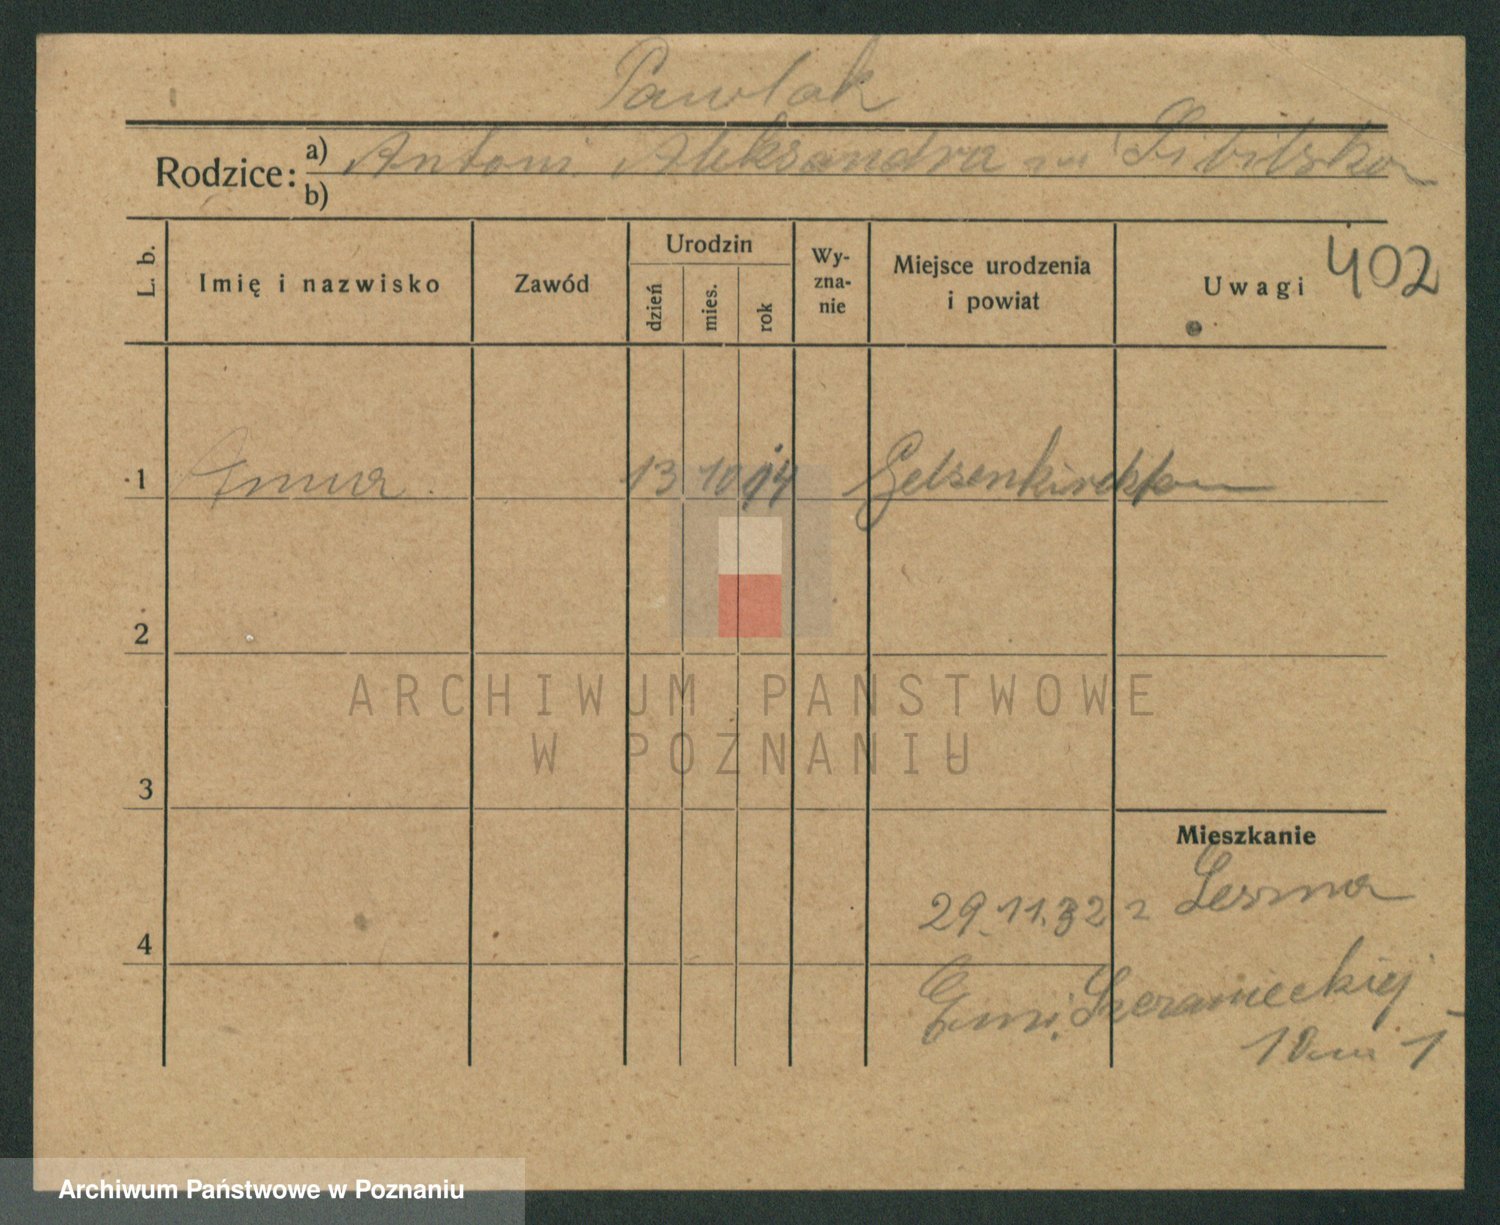 Pawlak
Rodzice: a) Antoni Aleksandra
b)
L. b.
Imię i nazwisko
Zawód
Urodzin
dzień
mies.
rok
Wy-
zna-
nie
Miejsce urodzenia
i powiat
Uwagi
402
1 Anna 13 10 14 Gelsenkirchen
2
3
4
ARCHIWUM PAŃSTWOWE
W POZNANIU
Mieszkanie
29.11.32 z Leszna
Emi. Sczanieckiej
10 m 1
Archiwum Państwowe w Poznaniu